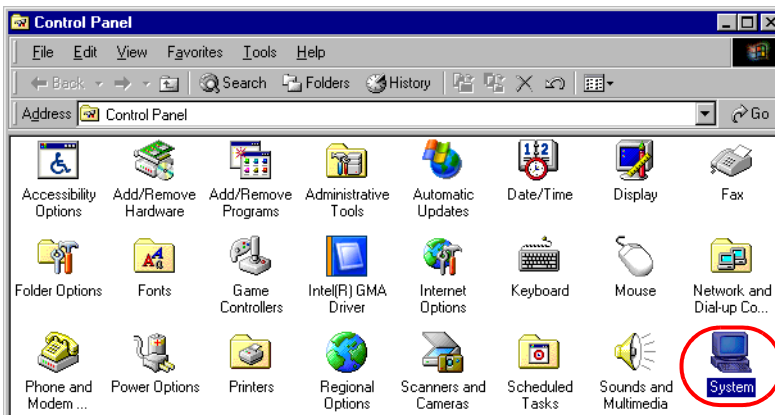 Control Panel
File Edit View Favorites Tools Help
Back Search Folders History
Address Control Panel Go
Accessibility Options
Add/Remove Hardware
Add/Remove Programs
Administrative Tools
Automatic Updates
Date/Time
Display
Fax
Folder Options
Fonts
Game Controllers
Intel(R) GMA Driver
Internet Options
Keyboard
Mouse
Network and Dial-up Co...
Phone and Modem ...
Power Options
Printers
Regional Options
Scanners and Cameras
Scheduled Tasks
Sounds and Multimedia
System